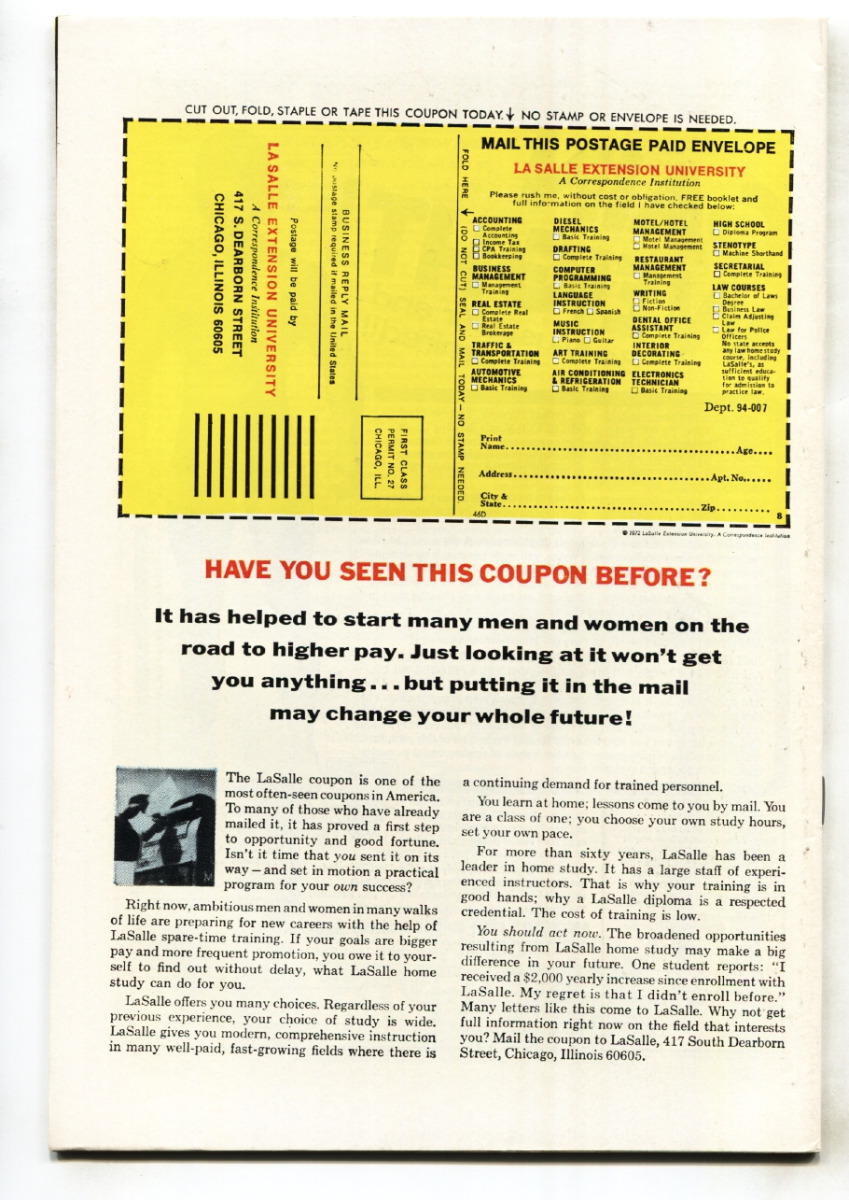 CUT OUT, FOLD, STAPLE OR TAPE THIS COUPON TODAY. ↓ NO STAMP OR ENVELOPE IS NEEDED.
LA SALLE EXTENSION UNIVERSITY
A Correspondence Institution
417 S. DEARBORN STREET
CHICAGO, ILLINOIS 60605
Postage will be paid by
BUSINESS REPLY MAIL
No postage stamp required if mailed in the United States
FIRST CLASS
PERMIT NO. 27
CHICAGO, ILL.
FOLD HERE → (DO NOT CUT) SEAL AND MAIL TODAY — NO STAMP NEEDED
MAIL THIS POSTAGE PAID ENVELOPE
LA SALLE EXTENSION UNIVERSITY
A Correspondence Institution
Please rush me, without cost or obligation, FREE booklet and
full information on the field I have checked below:
ACCOUNTING
☐ Complete
Accounting
☐ Income Tax
☐ CPA Training
☐ Bookkeeping
BUSINESS
MANAGEMENT
☐ Management
Training
REAL ESTATE
☐ Complete Real
Estate
☐ Real Estate
Brokerage
TRAFFIC &
TRANSPORTATION
☐ Complete Training
AUTOMOTIVE
MECHANICS
☐ Basic Training
DIESEL
MECHANICS
☐ Basic Training
DRAFTING
☐ Complete Training
COMPUTER
PROGRAMMING
☐ Basic Training
LANGUAGE
INSTRUCTION
☐ French ☐ Spanish
MUSIC
INSTRUCTION
☐ Piano ☐ Guitar
ART TRAINING
☐ Complete Training
AIR CONDITIONING
& REFRIGERATION
☐ Basic Training
MOTEL/HOTEL
MANAGEMENT
☐ Motel Management
☐ Hotel Management
RESTAURANT
MANAGEMENT
☐ Management
Training
WRITING
☐ Fiction
☐ Non-Fiction
DENTAL OFFICE
ASSISTANT
☐ Complete Training
INTERIOR
DECORATING
☐ Complete Training
ELECTRONICS
TECHNICIAN
☐ Basic Training
HIGH SCHOOL
☐ Diploma Program
STENOTYPE
☐ Machine Shorthand
SECRETARIAL
☐ Complete Training
LAW COURSES
☐ Bachelor of Laws
Degree
☐ Business Law
☐ Claim Adjusting
Law
☐ Law for Police
Officers
No state accepts
any law home study
course, including
LaSalle's, as
sufficient educa-
tion to qualify
for admission to
practice law.
Dept. 94-007
Print
Name.....Age....
Address.....Apt. No......
City &
State.....Zip..........
46D
8
© 1972 LaSalle Extension University. A Correspondence Institution
HAVE YOU SEEN THIS COUPON BEFORE?
It has helped to start many men and women on the
road to higher pay. Just looking at it won't get
you anything...but putting it in the mail
may change your whole future!
The LaSalle coupon is one of the
most often-seen coupons in America.
To many of those who have already
mailed it, it has proved a first step
to opportunity and good fortune.
Isn't it time that you sent it on its
way — and set in motion a practical
program for your own success?
Right now, ambitious men and women in many walks
of life are preparing for new careers with the help of
LaSalle spare-time training. If your goals are bigger
pay and more frequent promotion, you owe it to your-
self to find out without delay, what LaSalle home
study can do for you.
LaSalle offers you many choices. Regardless of your
previous experience, your choice of study is wide.
LaSalle gives you modern, comprehensive instruction
in many well-paid, fast-growing fields where there is
a continuing demand for trained personnel.
You learn at home; lessons come to you by mail. You
are a class of one; you choose your own study hours,
set your own pace.
For more than sixty years, LaSalle has been a
leader in home study. It has a large staff of experi-
enced instructors. That is why your training is in
good hands; why a LaSalle diploma is a respected
credential. The cost of training is low.
You should act now. The broadened opportunities
resulting from LaSalle home study may make a big
difference in your future. One student reports: "I
received a $2,000 yearly increase since enrollment with
LaSalle. My regret is that I didn't enroll before."
Many letters like this come to LaSalle. Why not get
full information right now on the field that interests
you? Mail the coupon to LaSalle, 417 South Dearborn
Street, Chicago, Illinois 60605.